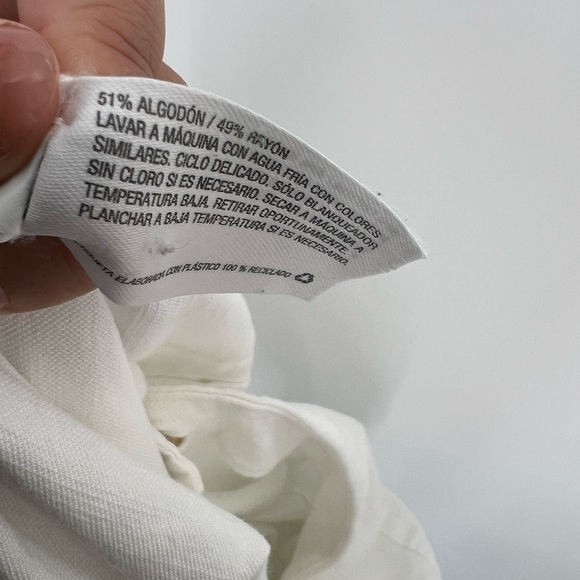 51% ALGODÓN / 49% RAYÓN
LAVAR A MÁQUINA CON AGUA FRÍA CON COLORES
SIMILARES. CICLO DELICADO. SÓLO BLANQUEADOR
SIN CLORO SI ES NECESARIO. SECAR A MÁQUINA A
TEMPERATURA BAJA. RETIRAR OPORTUNAMENTE.
PLANCHAR A BAJA TEMPERATURA SI ES NECESARIO.
ELABORADA CON PLÁSTICO 100 % RECICLADO